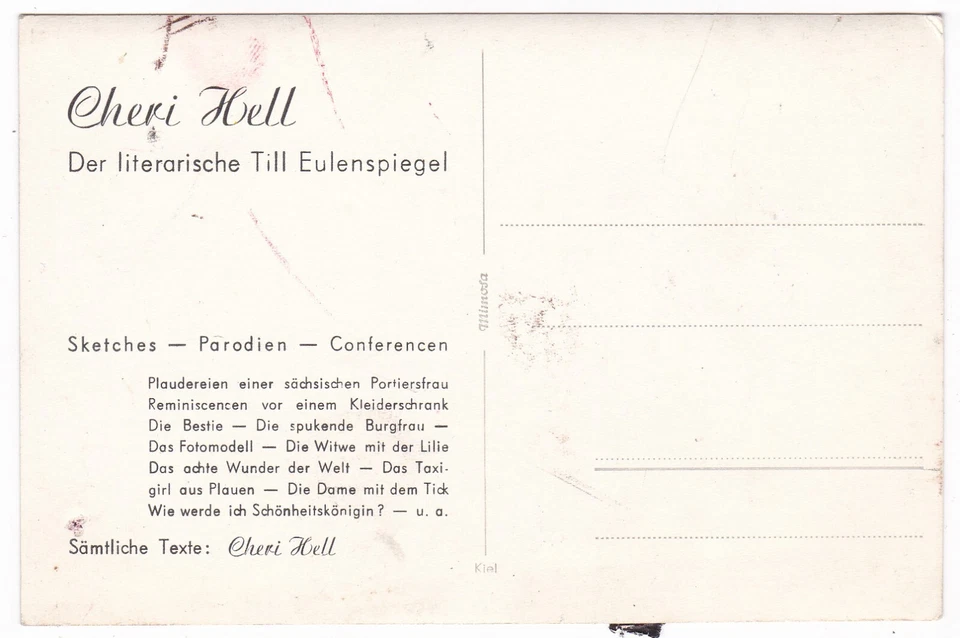 Cheri Hell
Der literarische Till Eulenspiegel
Sketches — Parodien — Conferencen
Plaudereien einer sächsischen Portiersfrau
Reminiscencen vor einem Kleiderschrank
Die Bestie — Die spukende Burgfrau —
Das Fotomodell — Die Witwe mit der Lilie
Das achte Wunder der Welt — Das Taxi-
girl aus Plauen — Die Dame mit dem Tick
Wie werde ich Schönheitskönigin? — u. a.
Sämtliche Texte: Cheri Hell
Mimosa
Kiel